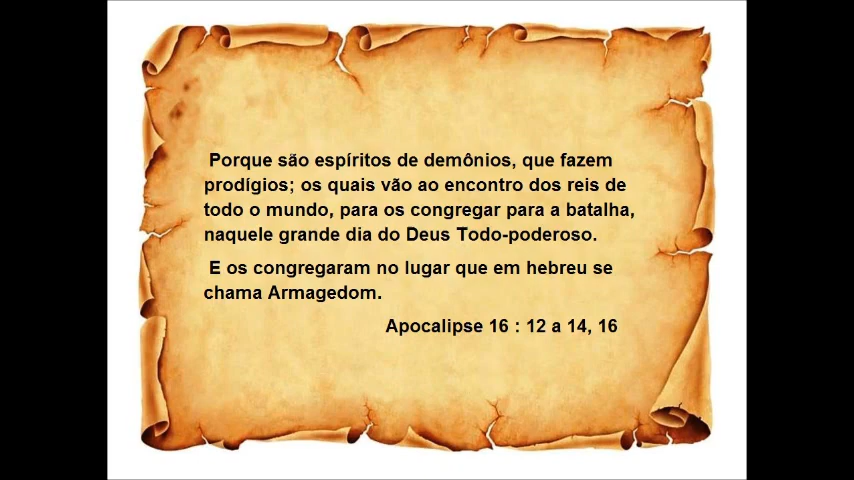 Porque são espíritos de demônios, que fazem
prodígios; os quais vão ao encontro dos reis de
todo o mundo, para os congregar para a batalha,
naquele grande dia do Deus Todo-poderoso.
E os congregaram no lugar que em hebreu se
chama Armagedom.
Apocalipse 16 : 12 a 14, 16